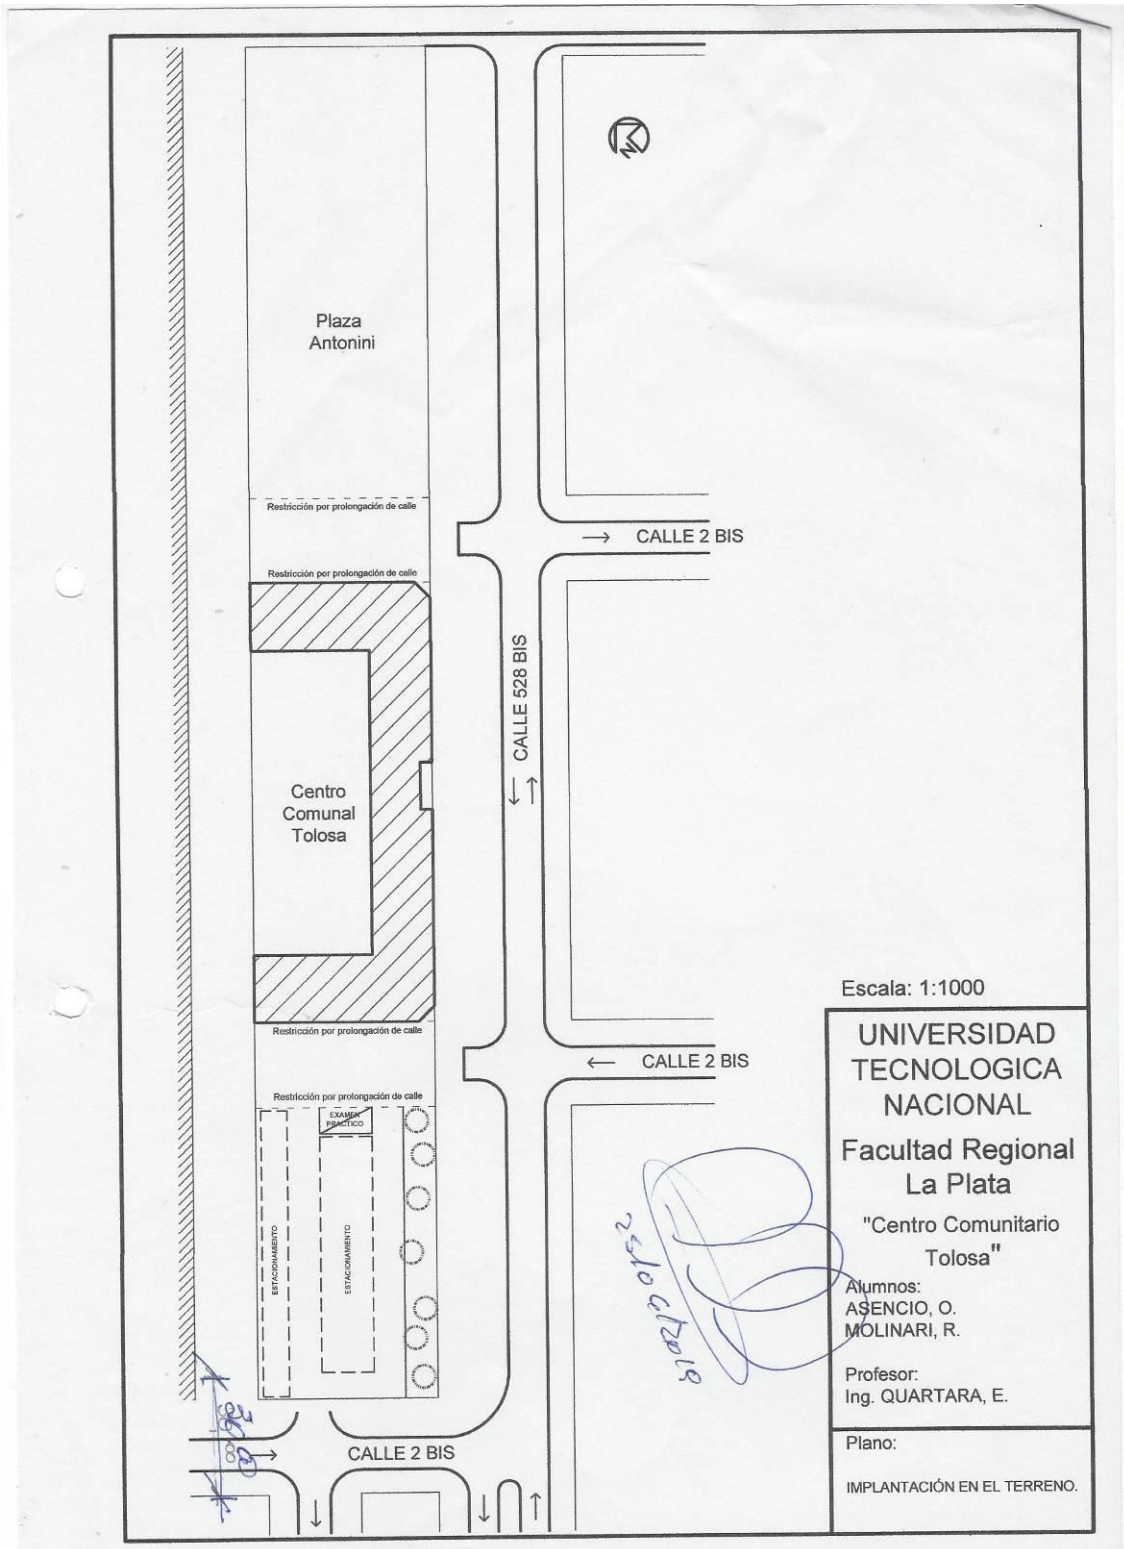 N
Plaza
Antonini
Restricción por prolongación de calle
CALLE 2 BIS
Restricción por prolongación de calle
CALLE 528 BIS
Centro
Comunal
Tolosa
Restricción por prolongación de calle
CALLE 2 BIS
Restricción por prolongación de calle
EXAMEN
PRACTICO
ESTACIONAMIENTO
ESTACIONAMIENTO
CALLE 2 BIS
Escala: 1:1000
UNIVERSIDAD
TECNOLOGICA
NACIONAL
Facultad Regional
La Plata
"Centro Comunitario
Tolosa"
Alumnos:
ASENCIO, O.
MOLINARI, R.
Profesor:
Ing. QUARTARA, E.
Plano:
IMPLANTACIÓN EN EL TERRENO.